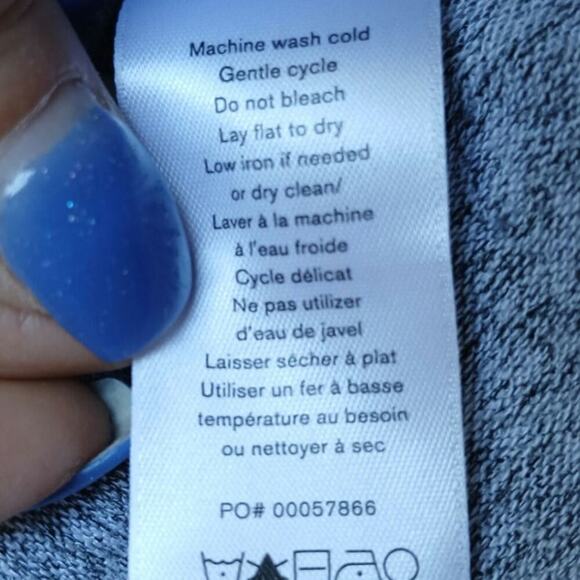 Machine wash cold
Gentle cycle
Do not bleach
Lay flat to dry
Low iron if needed
or dry clean/
Laver à la machine
à l'eau froide
Cycle délicat
Ne pas utilizer
d'eau de javel
Laisser sécher à plat
Utiliser un fer à basse
température au besoin
ou nettoyer à sec
PO# 00057866